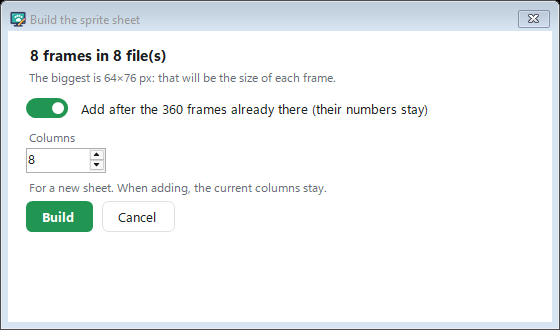 Build the sprite sheet
8 frames in 8 file(s)
The biggest is 64×76 px: that will be the size of each frame.
Add after the 360 frames already there (their numbers stay)
Columns
8
For a new sheet. When adding, the current columns stay.
Build Cancel